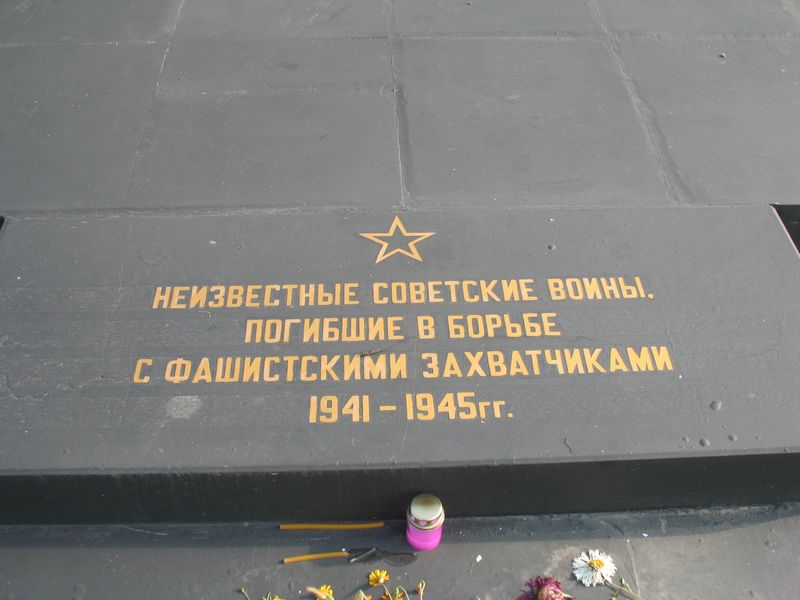 НЕИЗВЕСТНЫЕ СОВЕТСКИЕ ВОИНЫ,
ПОГИБШИЕ В БОРЬБЕ
С ФАШИСТСКИМИ ЗАХВАТЧИКАМИ
1941 – 1945гг.